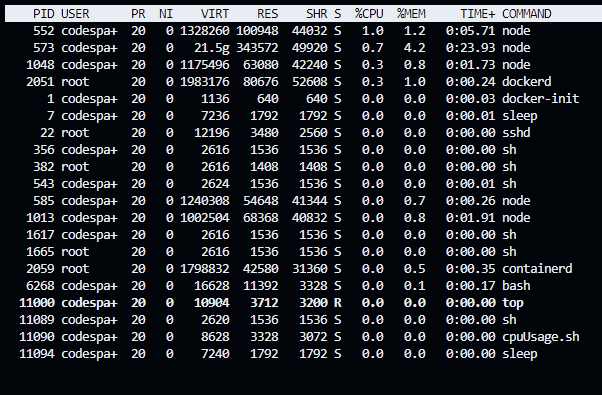 PID USER PR NI VIRT RES SHR S %CPU %MEM TIME+ COMMAND
552 codespa+ 20 0 1328260 100948 44032 S 1.0 1.2 0:05.71 node
573 codespa+ 20 0 21.5g 343572 49920 S 0.7 4.2 0:23.93 node
1048 codespa+ 20 0 1175496 63080 42240 S 0.3 0.8 0:01.73 node
2051 root 20 0 1983176 80676 52608 S 0.3 1.0 0:00.24 dockerd
1 codespa+ 20 0 1136 640 640 S 0.0 0.0 0:00.03 docker-init
7 codespa+ 20 0 7236 1792 1792 S 0.0 0.0 0:00.01 sleep
22 root 20 0 12196 3480 2560 S 0.0 0.0 0:00.00 sshd
356 codespa+ 20 0 2616 1536 1536 S 0.0 0.0 0:00.00 sh
382 root 20 0 2616 1408 1408 S 0.0 0.0 0:00.00 sh
543 codespa+ 20 0 2624 1536 1536 S 0.0 0.0 0:00.01 sh
585 codespa+ 20 0 1240308 54648 41344 S 0.0 0.7 0:00.26 node
1013 codespa+ 20 0 1002504 68368 40832 S 0.0 0.8 0:01.91 node
1617 codespa+ 20 0 2616 1536 1536 S 0.0 0.0 0:00.00 sh
1665 root 20 0 2616 1536 1536 S 0.0 0.0 0:00.00 sh
2059 root 20 0 1798832 42580 31360 S 0.0 0.5 0:00.35 containerd
6268 codespa+ 20 0 16628 11392 3328 S 0.0 0.1 0:00.17 bash
11000 codespa+ 20 0 10904 3712 3200 R 0.0 0.0 0:00.00 top
11089 codespa+ 20 0 2620 1536 1536 S 0.0 0.0 0:00.00 sh
11090 codespa+ 20 0 8628 3328 3072 S 0.0 0.0 0:00.00 cpuUsage.sh
11094 codespa+ 20 0 7240 1792 1792 S 0.0 0.0 0:00.00 sleep